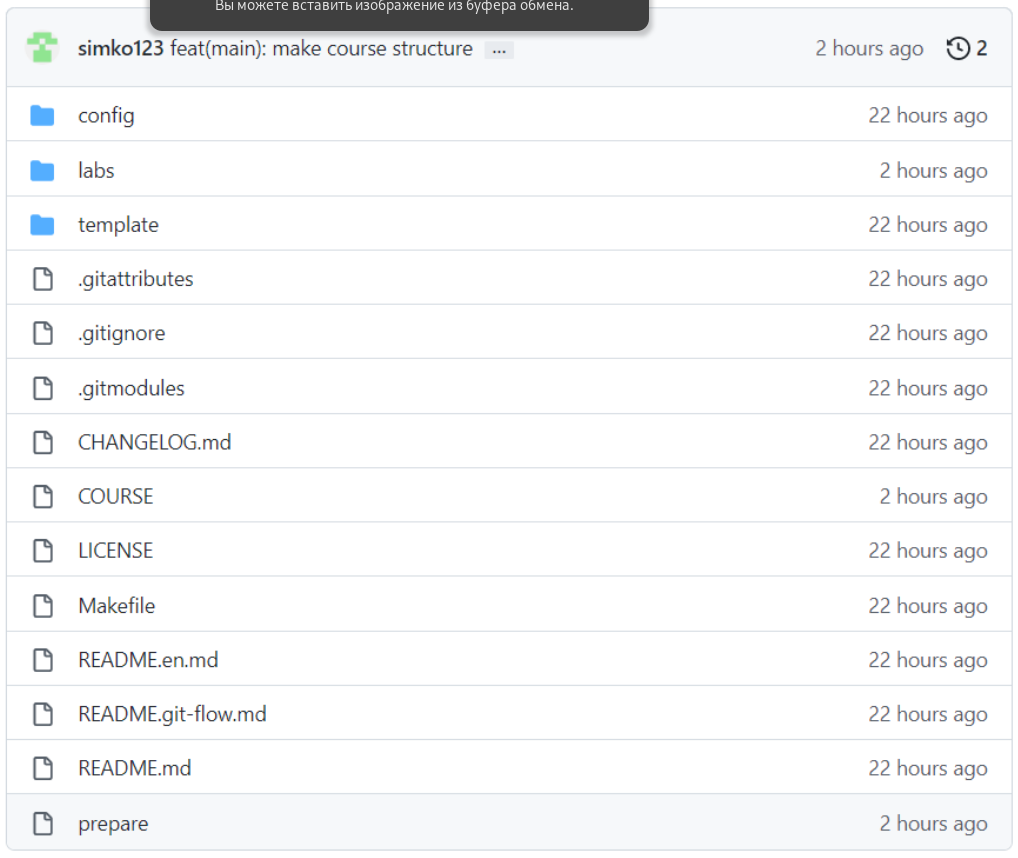 Вы можете вставить изображение из буфера обмена.
simko123 feat(main): make course structure ... 2 hours ago 2
config 22 hours ago
labs 2 hours ago
template 22 hours ago
.gitattributes 22 hours ago
.gitignore 22 hours ago
.gitmodules 22 hours ago
CHANGELOG.md 22 hours ago
COURSE 2 hours ago
LICENSE 22 hours ago
Makefile 22 hours ago
README.en.md 22 hours ago
README.git-flow.md 22 hours ago
README.md 22 hours ago
prepare 2 hours ago